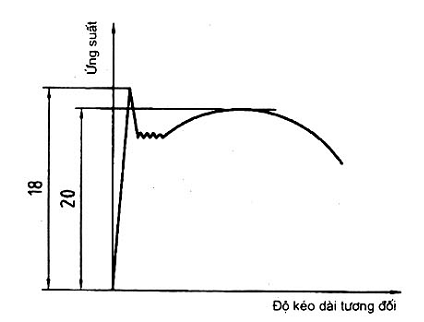 Ứng suất
18
20
Độ kéo dài tương đối